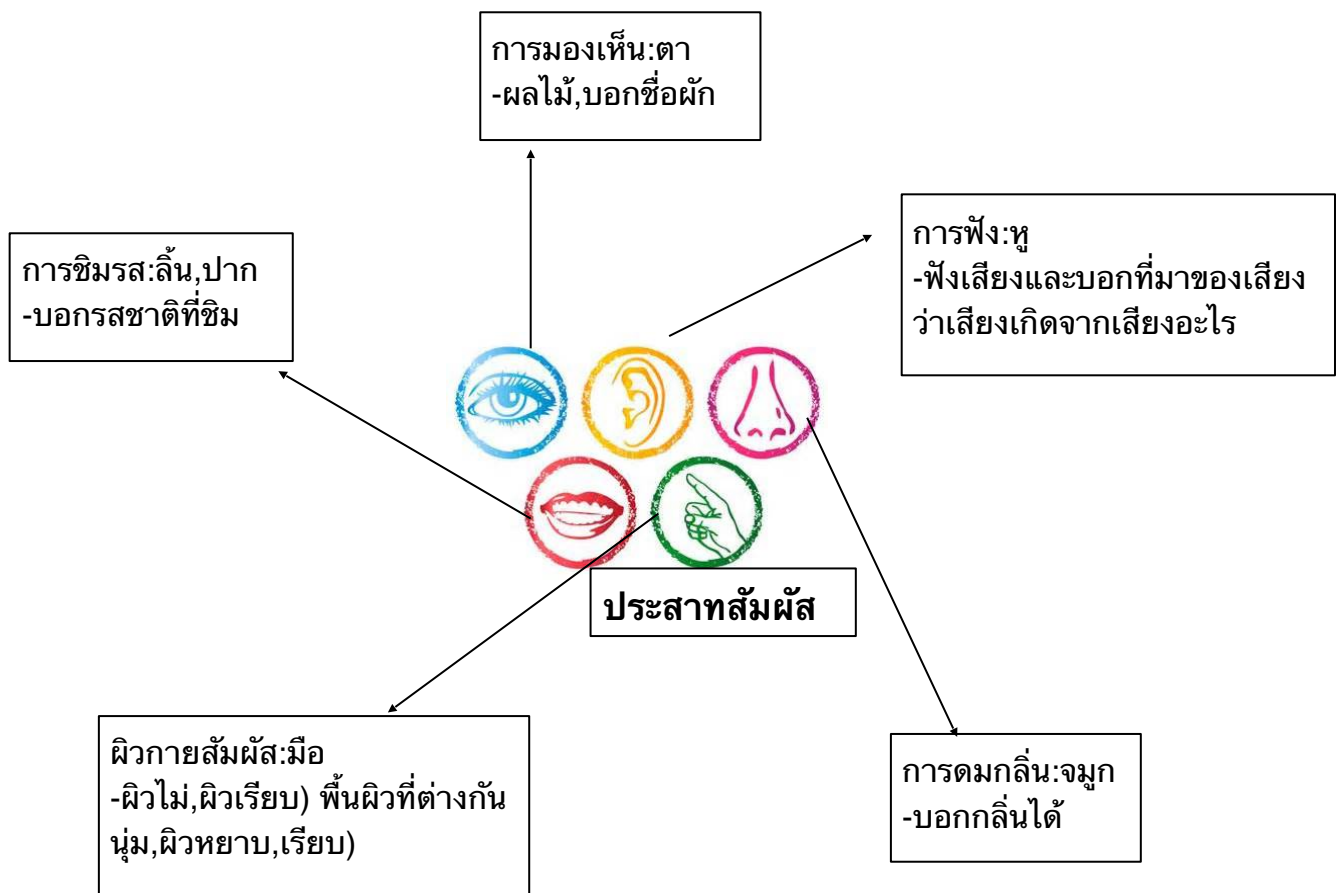 การมองเห็น:ตา
-ผลไม้,บอกชื่อผัก
การฟัง:หู
-ฟังเสียงและบอกที่มาของเสียง
ว่าเสียงเกิดจากเสียงอะไร
การชิมรส:ลิ้น,ปาก
-บอกรสชาติที่ชิม
ประสาทสัมผัส
ผิวกายสัมผัส:มือ
-ผิวไม่,ผิวเรียบ) พื้นผิวที่ต่างกัน
นุ่ม,ผิวหยาบ,เรียบ)
การดมกลิ่น:จมูก
-บอกกลิ่นได้